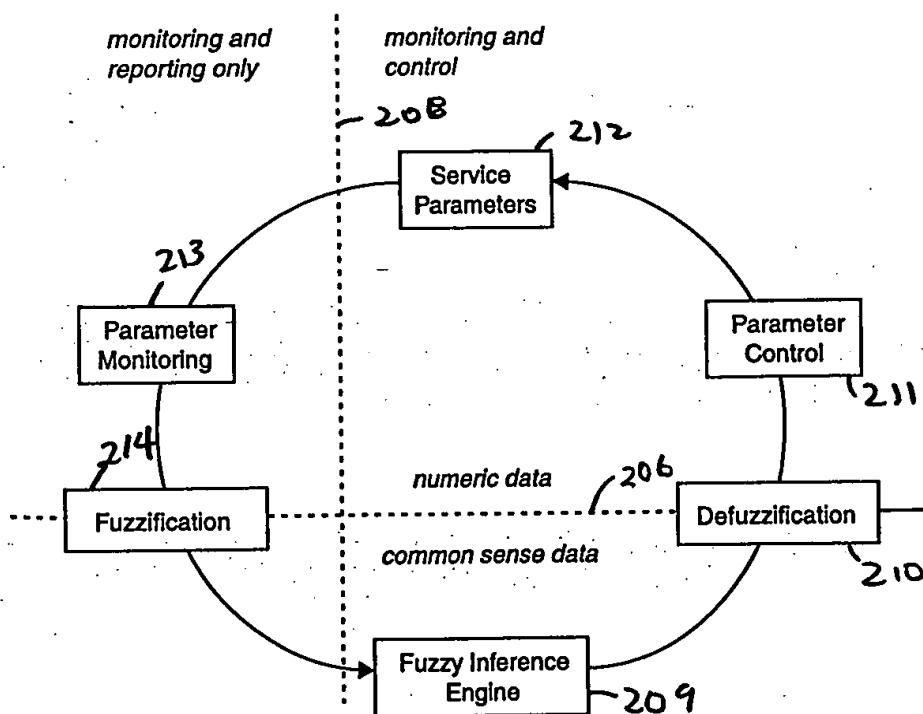 monitoring and
reporting only
monitoring and
control
208
212
Service
Parameters
213
Parameter
Monitoring
Parameter
Control
211
214
numeric data
206
Fuzzification
Defuzzification
common sense data
210
Fuzzy Inference
Engine
209